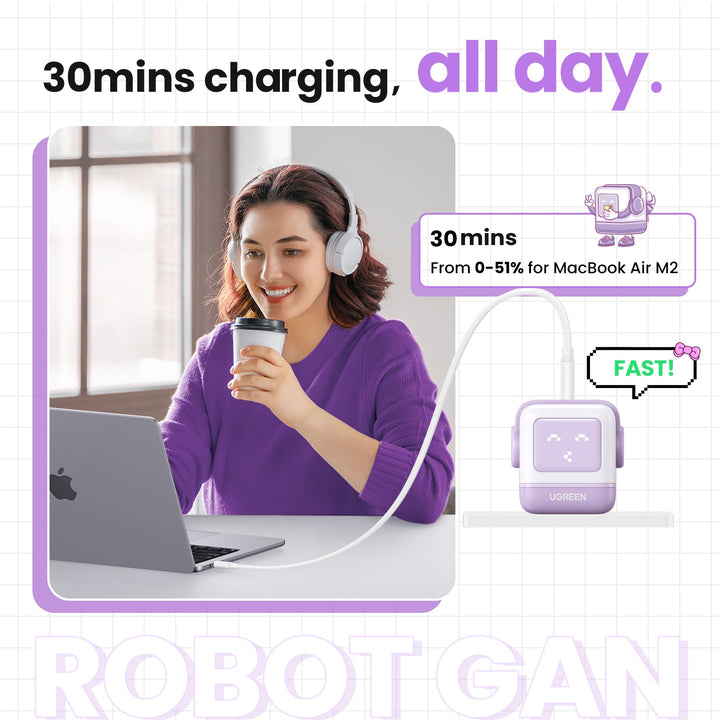 30mins charging, all day.
30 mins
From 0-51% for MacBook Air M2
FAST!
UGREEN
ROBOT GAN